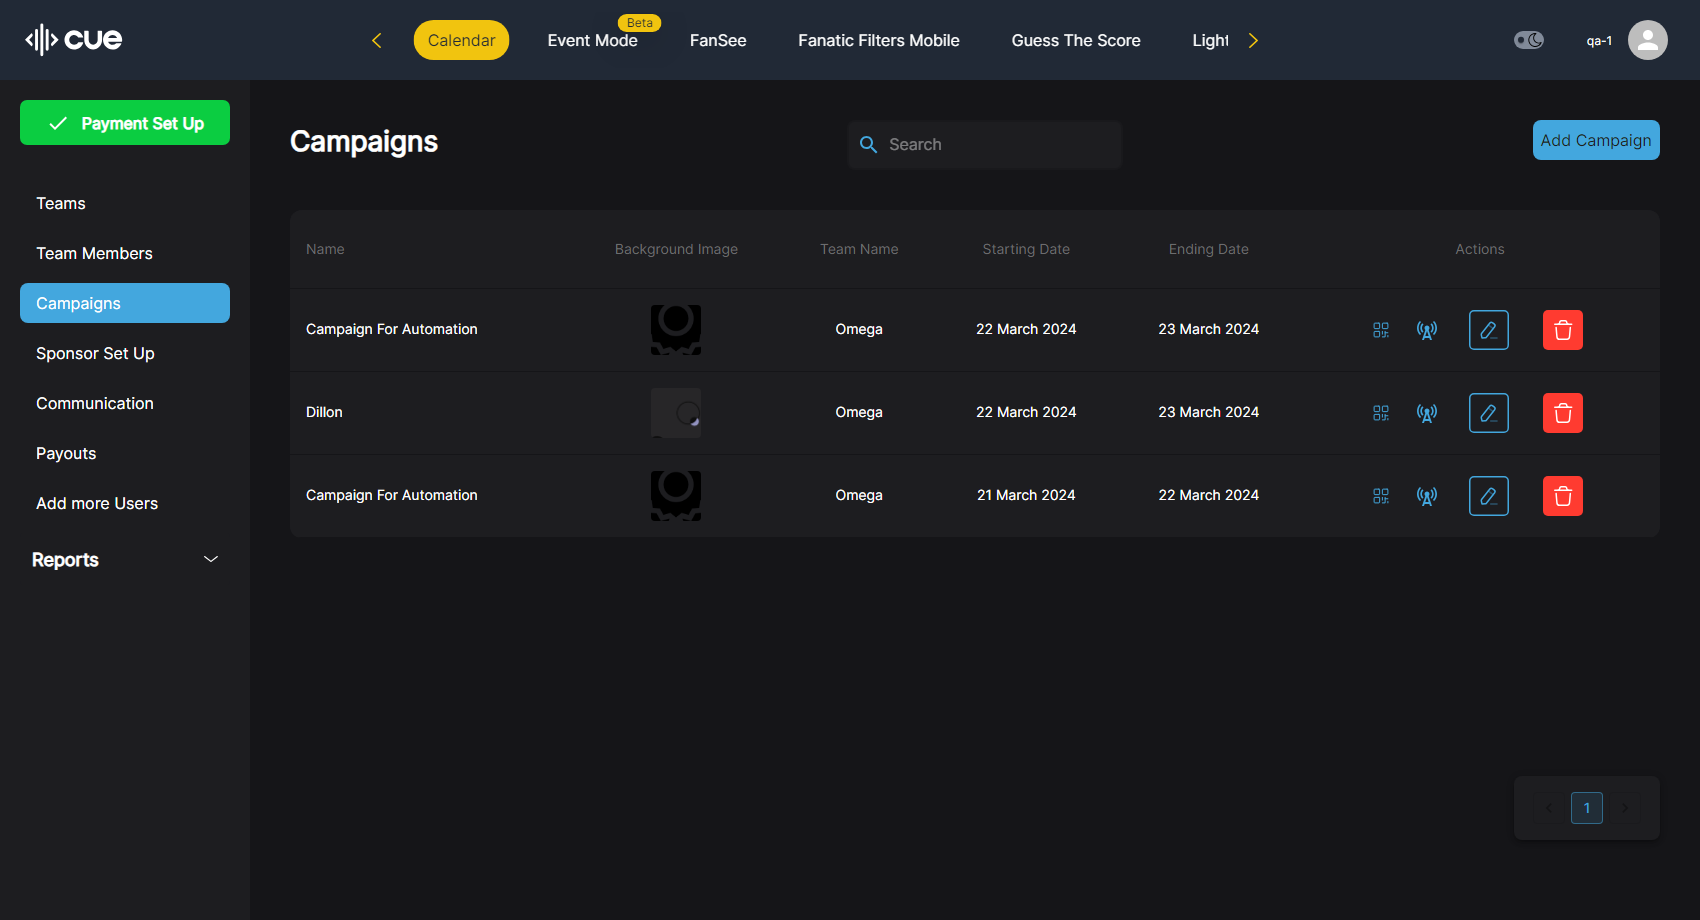 cue
Calendar
Event Mode
Beta
FanSee
Fanatic Filters Mobile
Guess The Score
Light
qa-1
Payment Set Up
Teams
Team Members
Campaigns
Sponsor Set Up
Communication
Payouts
Add more Users
Reports
Campaigns
Search
Add Campaign
Name Background Image Team Name Starting Date Ending Date Actions
Campaign For Automation Omega 22 March 2024 23 March 2024
Dillon Omega 22 March 2024 23 March 2024
Campaign For Automation Omega 21 March 2024 22 March 2024
1